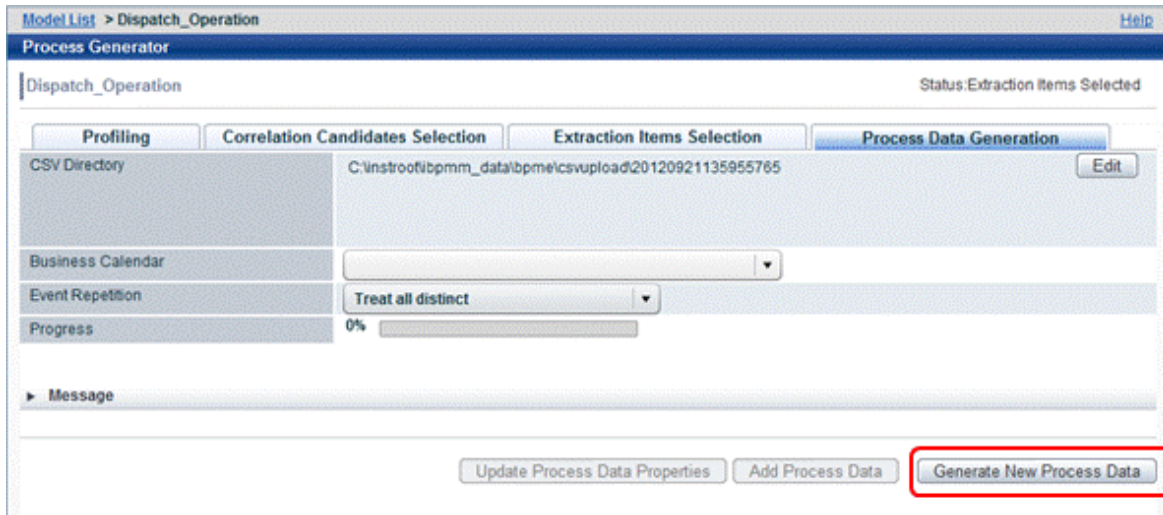 Model List > Dispatch_Operation Help
Process Generator
Dispatch_Operation Status:Extraction Items Selected
Profiling Correlation Candidates Selection Extraction Items Selection Process Data Generation
CSV Directory C:\instroot\ibpmm_data\bpme\csvupload\20120921135955765 Edit
Business Calendar
Event Repetition Treat all distinct
Progress 0%
Message
Update Process Data Properties Add Process Data Generate New Process Data